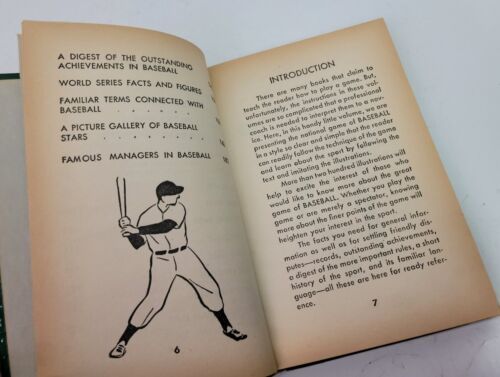 A DIGEST OF THE OUTSTANDING
ACHIEVEMENTS IN BASEBALL
WORLD SERIES FACTS AND FIGURES
FAMILIAR TERMS CONNECTED WITH
BASEBALL . . . . . . .
A PICTURE GALLERY OF BASEBALL
STARS . . . . . . . .
FAMOUS MANAGERS IN BASEBALL
6
INTRODUCTION
There are many books that claim to
teach the reader how to play a game. But,
unfortunately, the instructions in these vol-
umes are so complicated that a professional
coach is needed to interpret them to a nov-
ice. Here, in this handy little volume, we are
presenting the national game of BASEBALL
in a style so clear and simple that the reader
can readily follow the technique of the game
and learn about the sport by following the
text and imitating the illustrations.
More than two hundred illustrations will
help to excite the interest of those who
would like to know more about the great
game of BASEBALL. Whether you play the
game or are merely a spectator, knowing
more about the finer points of the game will
heighten your interest in the sport.
The facts you need for general infor-
mation as well as for settling friendly dis-
putes—records, outstanding achievements,
a digest of the more important rules, a short
history of the sport, and its familiar lan-
guage—all these are here for ready refer-
ence.
7